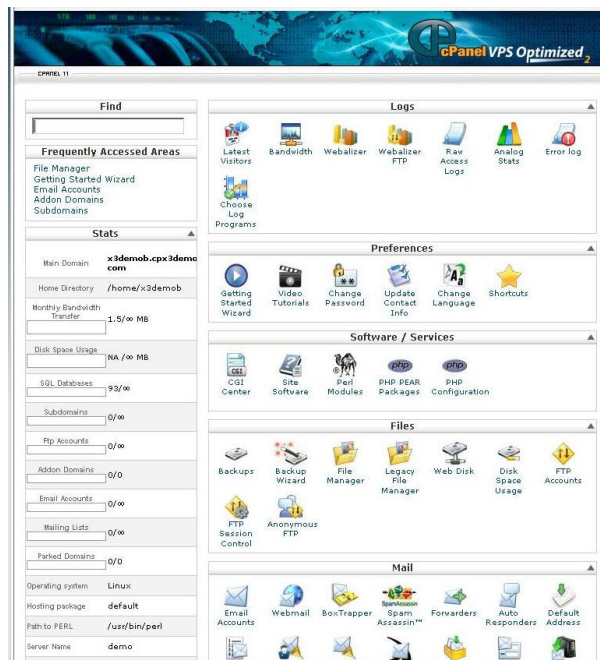 cPanel VPS Optimized 2
CPANEL 11
Find
Frequently Accessed Areas
File Manager
Getting Started Wizard
Email Accounts
Addon Domains
Subdomains
Stats
Main Domain
x3demob.cpx3demo
com
Home Directory
/home/x3demob
Monthly Bandwidth
Transfer
1.5/∞ MB
Disk Space Usage
NA /∞ MB
SQL Databases
93/∞
Subdomains
0/∞
Ftp Accounts
0/∞
Addon Domains
0/0
Email Accounts
0/∞
Mailing Lists
0/∞
Parked Domains
0/0
Operating system
Linux
Hosting package
default
Path to PERL
/usr/bin/perl
Server Name
demo
Logs
Latest
Visitors
Bandwidth
Webalizer
Webalizer
FTP
Raw
Access
Logs
Analog
Stats
Error log
Choose
Log
Programs
Preferences
Getting
Started
Wizard
Video
Tutorials
Change
Password
Update
Contact
Info
Change
Language
Shortcuts
Software / Services
CGI
CGI
Center
Site
Software
Perl
Modules
php
PHP PEAR
Packages
php
PHP
Configuration
Files
Backups
Backup
Wizard
File
Manager
Legacy
File
Manager
Web Disk
Disk
Space
Usage
FTP
Accounts
FTP
Session
Control
Anonymous
FTP
Mail
Email
Accounts
Webmail
BoxTrapper
SpamAssassin
Spam
Assassin™
Forwarders
Auto
Responders
Default
Address